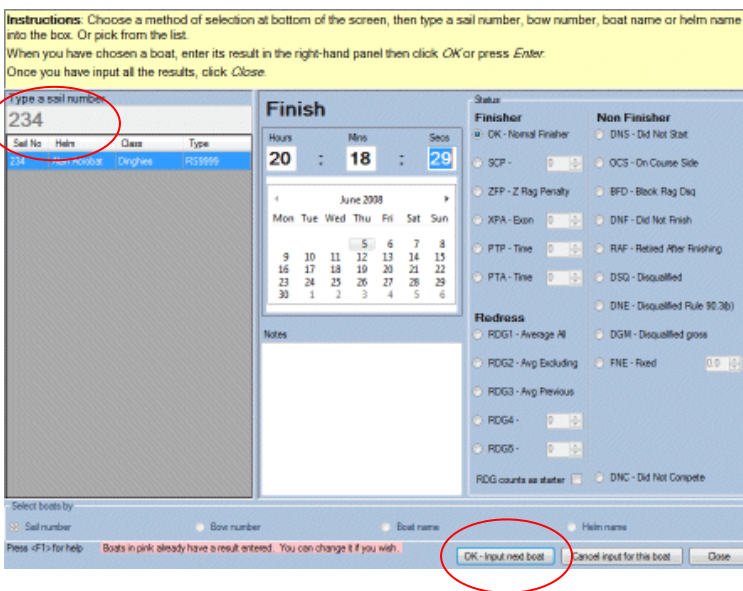 Instructions: Choose a method of selection at bottom of the screen, then type a sail number, bow number, boat name or helm name
into the box. Or pick from the list.
When you have chosen a boat, enter its result in the right-hand panel then click OK or press Enter.
Once you have input all the results, click Close.
Type a sail number
234
Sail No Helm Class Type
234 Dinghies RS9999
Finish
Hours Mins Secs
20 : 18 : 29
June 2008
Mon Tue Wed Thu Fri Sat Sun
5 6 7 8
9 10 11 12 13 14 15
16 17 18 19 20 21 22
23 24 25 26 27 28 29
30 1 2 3 4 5 6
Notes
Status
Finisher
OK - Normal Finisher
SCP - 0
ZFP - Z Flag Penalty
XPA - Exon 0
PTP - Time 0
PTA - Time 0
Redress
RDG1 - Average All
RDG2 - Avg Excluding
RDG3 - Avg Previous
RDG4 - 0
RDG5 - 0
RDG counts as starter
Non Finisher
DNS - Did Not Start
OCS - On Course Side
BFD - Black Flag Dsq
DNF - Did Not Finish
RAF - Retired After Finishing
DSQ - Disqualified
DNE - Disqualified Rule 90.3(b)
DGM - Disqualified gross
FNE - Fixed 0.0
DNC - Did Not Compete
Select boats by
Sail number Bow number Boat name Helm name
Press <F1> for help Boats in pink already have a result entered. You can change it if you wish.
OK - Input next boat Cancel input for this boat Close